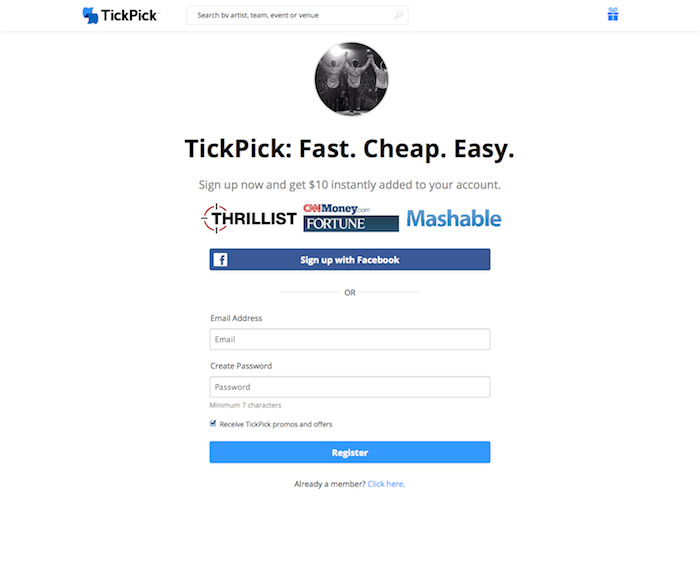 TickPick
Search by artist, team, event or venue
TickPick: Fast. Cheap. Easy.
Sign up now and get $10 instantly added to your account.
THRILLIST
CNNMoney.com
FORTUNE
Mashable
f
Sign up with Facebook
OR
Email Address
Email
Create Password
Password
Minimum 7 characters
Receive TickPick promos and offers
Register
Already a member? Click here.